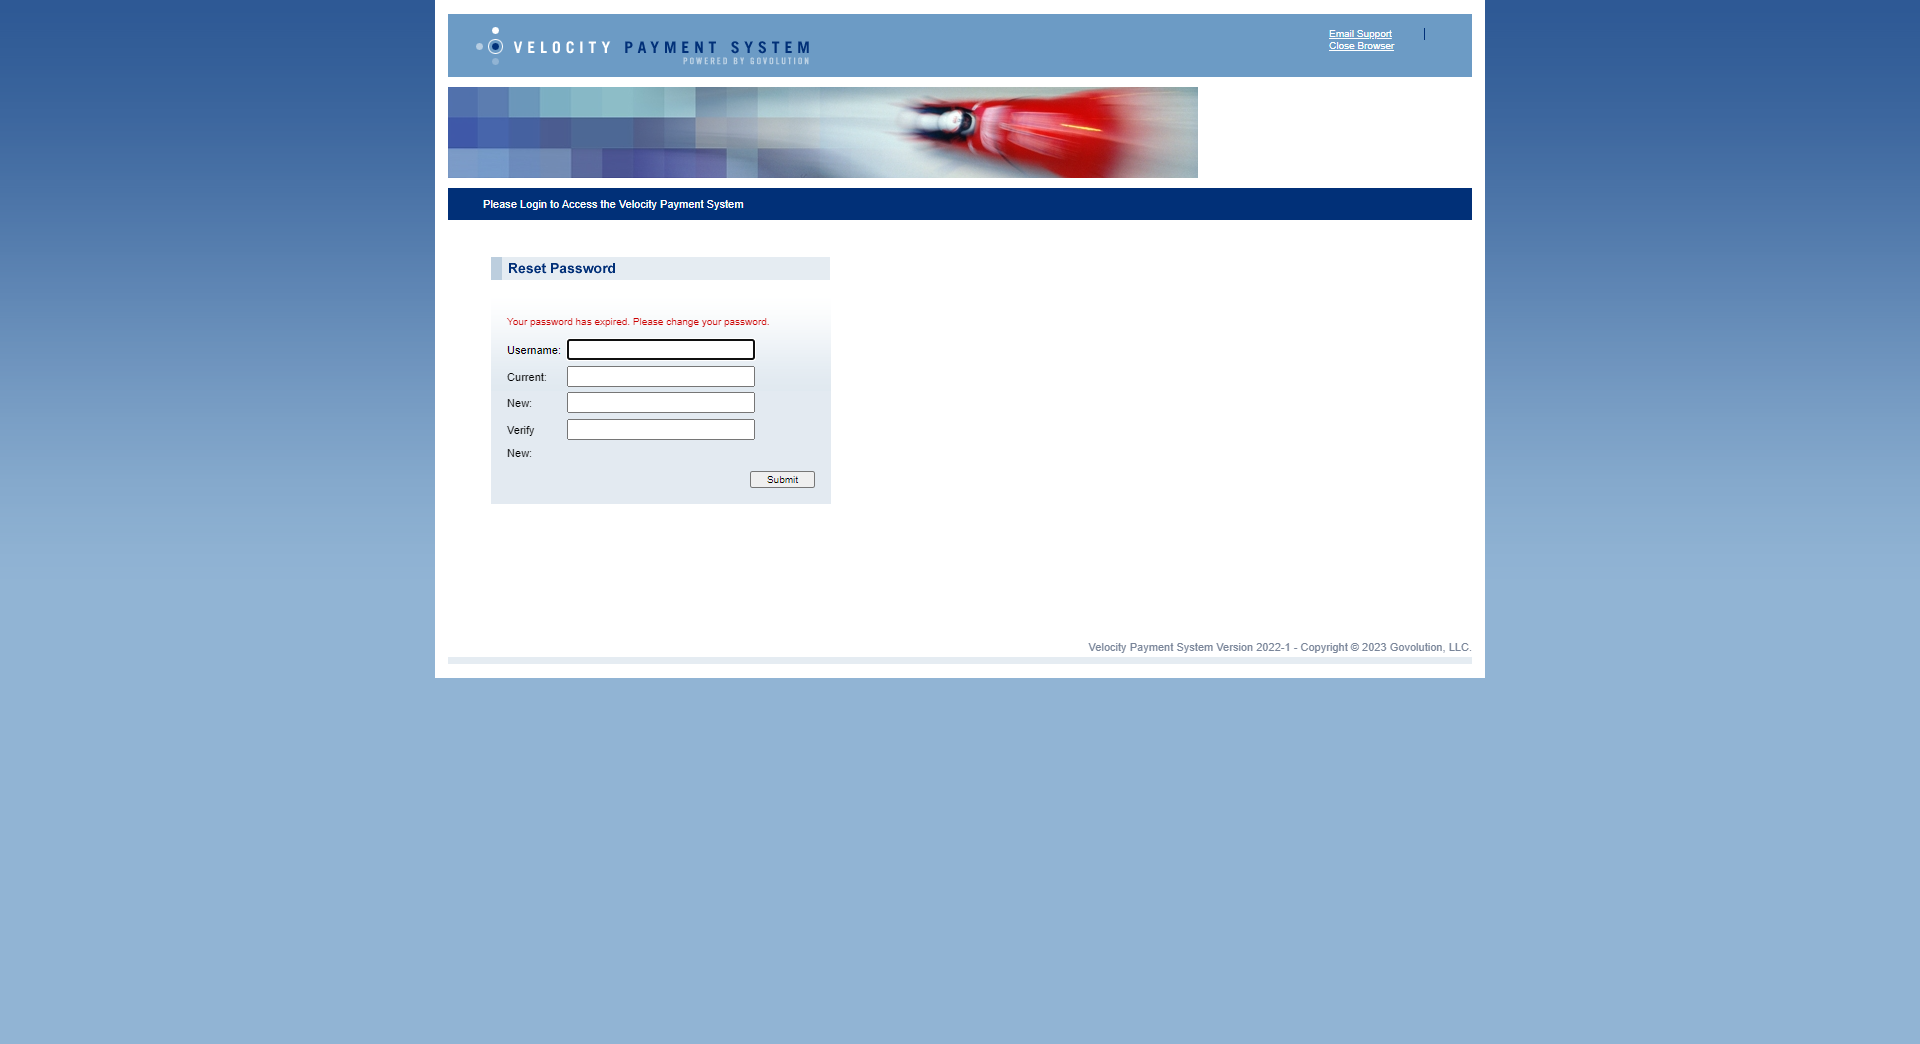 VELOCITY PAYMENT SYSTEM
POWERED BY GOVOLUTION
Email Support
Close Browser
Please Login to Access the Velocity Payment System
Reset Password
Your password has expired. Please change your password.
Username:
Current:
New:
Verify
New:
Submit
Velocity Payment System Version 2022-1 - Copyright © 2023 Govolution, LLC.